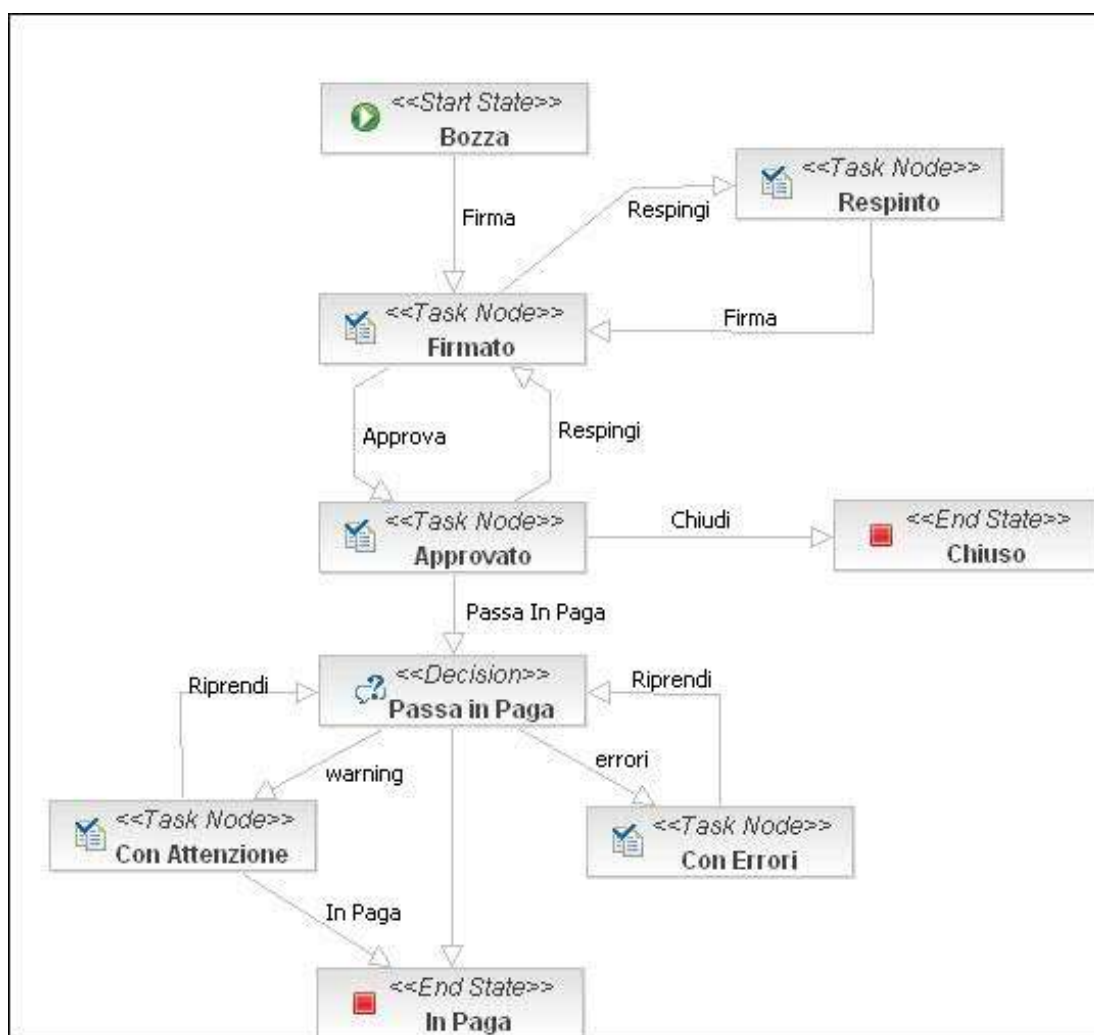 <<Start State>>
Bozza
<<Task Node>>
Respinto
Respingi
Firma
<<Task Node>>
Firmato
Firma
Approva
Respingi
<<Task Node>>
Approvato
Chiudi
<<End State>>
Chiuso
Passa In Paga
<<Decision>>
Passa in Paga
Riprendi
Riprendi
warning
errori
<<Task Node>>
Con Attenzione
<<Task Node>>
Con Errori
In Paga
<<End State>>
In Paga